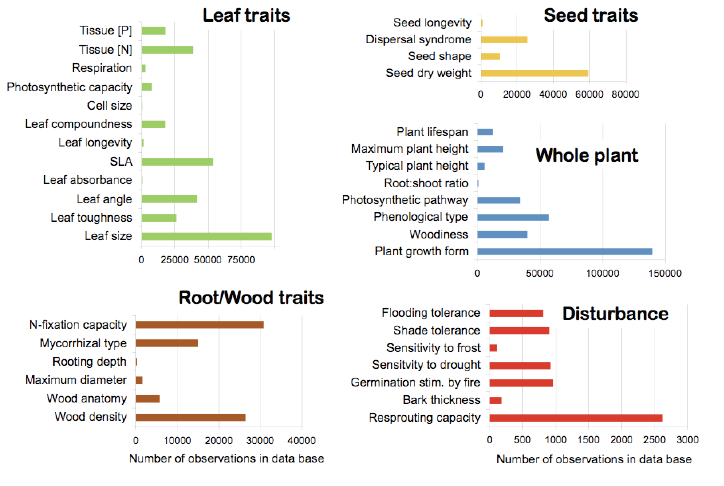 Leaf traits
Tissue [P]
Tissue [N]
Respiration
Photosynthetic capacity
Cell size
Leaf compoundness
Leaf longevity
SLA
Leaf absorbance
Leaf angle
Leaf toughness
Leaf size
0 25000 50000 75000
Seed traits
Seed longevity
Dispersal syndrome
Seed shape
Seed dry weight
0 20000 40000 60000 80000
Whole plant
Plant lifespan
Maximum plant height
Typical plant height
Root:shoot ratio
Photosynthetic pathway
Phenological type
Woodiness
Plant growth form
0 50000 100000 150000
Root/Wood traits
N-fixation capacity
Mycorrhizal type
Rooting depth
Maximum diameter
Wood anatomy
Wood density
0 10000 20000 30000 40000
Number of observations in data base
Disturbance
Flooding tolerance
Shade tolerance
Sensitivity to frost
Sensitivity to drought
Germination stim. by fire
Bark thickness
Resprouting capacity
0 500 1000 1500 2000 2500 3000
Number of observations in data base